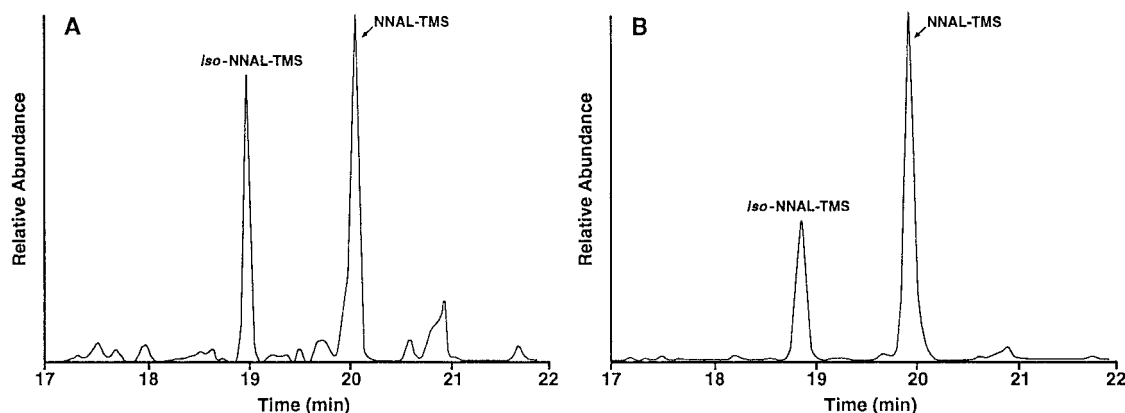 A
NNAL-TMS
iso-NNAL-TMS
Relative Abundance
17 18 19 20 21 22
Time (min)
B
NNAL-TMS
iso-NNAL-TMS
Relative Abundance
17 18 19 20 21 22
Time (min)